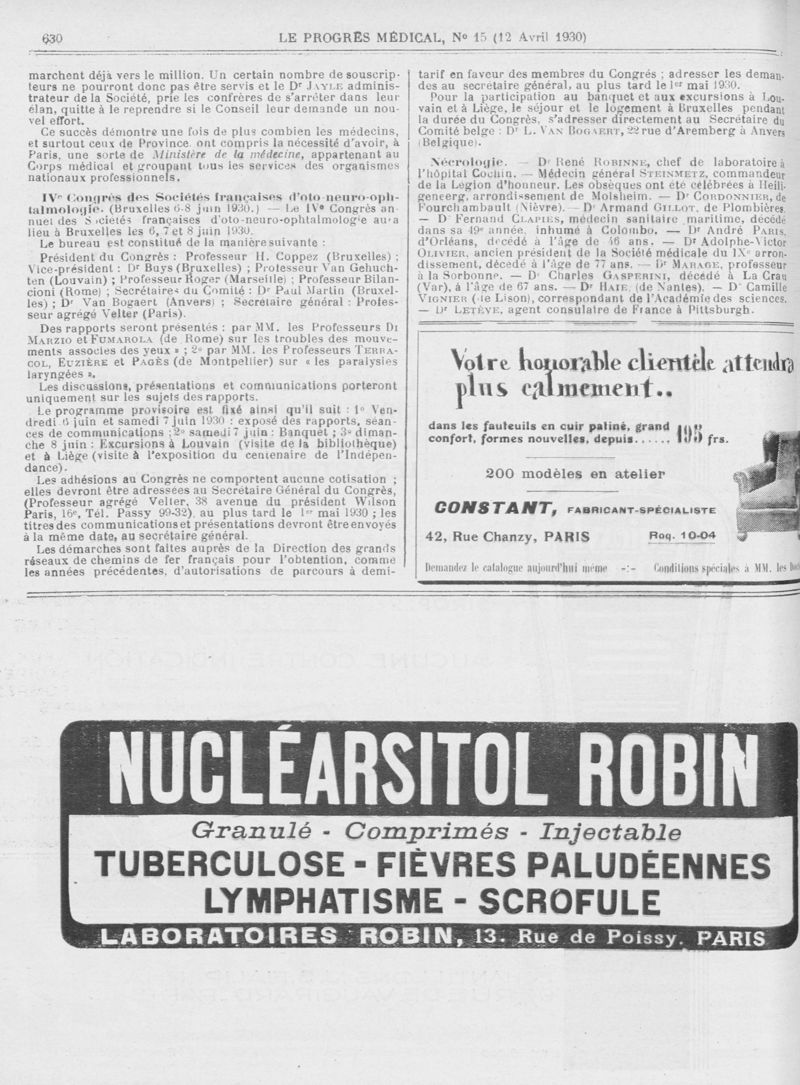 630
LE PROGRÈS MÉDICAL, No 15 (12 Avril 1930)
marchent déjà vers le million. Un certain nombre de souscrip-
teurs ne pourront donc pas être servis et le Dr JAYLE adminis-
trateur de la Société, prie les confrères de s'arrêter dans leur
élan, quitte à le reprendre si le Conseil leur demande un nou-
vel effort.
Ce succès démontre une fois de plus combien les médecins,
et surtout ceux de Province ont compris la nécessité d'avoir, à
Paris, une sorte de Ministère de la médecine, appartenant au
Corps médical et groupant tous les services des organismes
nationaux professionnels.
IVe Congrès des Sociétés françaises d'oto-neuro-oph-
talmologie. (Bruxelles 6-8 juin 1930.) — Le IVe Congrès an-
nuel des Sociétés françaises d'oto-neuro-ophtalmologie aura
lieu à Bruxelles les 6, 7 et 8 juin 1930.
Le bureau est constitué de la manière suivante :
Président du Congrès : Professeur H. Coppez (Bruxelles) ;
Vice-président : Dr Buys (Bruxelles) ; Professeur Van Gehuch-
ten (Louvain) ; Professeur Roger (Marseille) ; Professeur Bilan-
cioni (Rome) ; Secrétaires du Comité : Dr Paul Martin (Bruxel-
les) ; Dr Van Bogaert (Anvers) ; Secrétaire général : Profes-
seur agrégé Velter (Paris).
Des rapports seront présentés : par MM. les Professeurs DI
MARZIO et FUMAROLA (de Rome) sur les troubles des mouve-
ments associés des yeux » ; 2o par MM. les Professeurs TERRA-
COL, EUZIÈRE et PAGÈS (de Montpellier) sur « les paralysies
laryngées ».
Les discussions, présentations et communications porteront
uniquement sur les sujets des rapports.
Le programme provisoire est fixé ainsi qu'il suit : 1o Ven-
dredi 6 juin et samedi 7 juin 1930 : exposé des rapports, séan-
ces de communications ; 2o samedi 7 juin : Banquet ; 3o diman-
che 8 juin : Excursions à Louvain (visite de la bibliothèque)
et à Liège (visite à l'exposition du centenaire de l'Indépen-
dance).
Les adhésions au Congrès ne comportent aucune cotisation ;
elles devront être adressées au Secrétaire Général du Congrès,
(Professeur agrégé Velter, 38 avenue du président Wilson
Paris, 16e, Tél. Passy 99-32), au plus tard le 1er mai 1930 ; les
titres des communications et présentations devront être envoyés
à la même date, au secrétaire général.
Les démarches sont faites auprès de la Direction des grands
réseaux de chemins de fer français pour l'obtention, comme
les années précédentes, d'autorisations de parcours à demi-
tarif en faveur des membres du Congrès ; adresser les deman-
des au secrétaire général, au plus tard le 1er mai 1930.
Pour la participation au banquet et aux excursions à Lou-
vain et à Liège, le séjour et le logement à Bruxelles pendant
la durée du Congrès, s'adresser directement au Secrétaire du
Comité belge : Dr L. VAN BOGAERT, 22 rue d'Aremberg à Anvers
(Belgique).
Nécrologie. — Dr René ROBINNE, chef de laboratoire à
l'hôpital Cochin. — Médecin général STEINMETZ, commandeur
de la Légion d'honneur. Les obsèques ont été célébrées à Heili-
genberg, arrondissement de Molsheim. — Dr CORDONNIER, de
Fourchambault (Nièvre). — Dr Armand GILLOT, de Plombières.
— Dr Fernand CLAPIES, médecin sanitaire maritime, décédé
dans sa 49e année, inhumé à Colombo. — Dr André PARIS,
d'Orléans, décédé à l'âge de 46 ans. — Dr Adolphe-Victor
OLIVIER, ancien président de la Société médicale du IXe arron-
dissement, décédé à l'âge de 77 ans. — Dr MARAGE, professeur
à la Sorbonne. — Dr Charles GASPERINI, décédé à La Crau
(Var), à l'âge de 67 ans. — Dr HAIE, (de Nantes). — Dr Camille
VIGNIER (de Lison), correspondant de l'Académie des sciences.
— Dr LETÈVE, agent consulaire de France à Pittsburgh.
Votre honorable clientèle attendra
plus calmement..
dans les fauteuils en cuir patiné, grand
confort, formes nouvelles, depuis...... 195 frs.
200 modèles en atelier
CONSTANT, FABRICANT-SPÉCIALISTE
42, Rue Chanzy, PARIS Roq. 10-04
Demandez le catalogue aujourd'hui même -:- Conditions spéciales à MM. les
NUCLÉARSITOL ROBIN
Granulé - Comprimés - Injectable
TUBERCULOSE - FIÈVRES PALUDÉENNES
LYMPHATISME - SCROFULE
LABORATOIRES ROBIN, 13. Rue de Poissy. PARIS